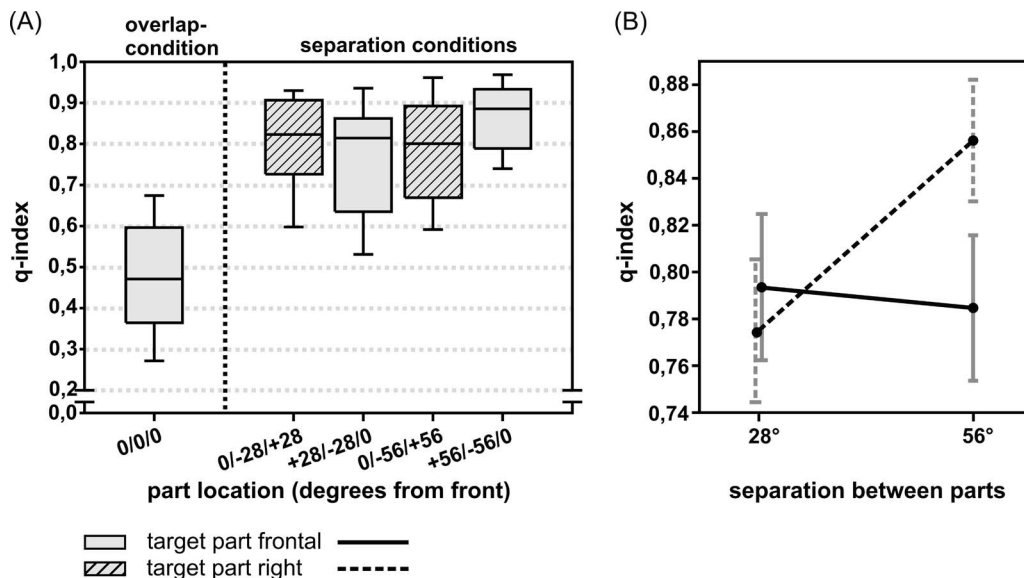 (A)
overlap-
condition
separation conditions
1,0
0,9
0,8
0,7
0,6
0,5
0,4
0,3
0,2
0,0
q-index
0/0/0
0/-28/+28
+28/-28/0
0/-56/+56
+56/-56/0
part location (degrees from front)
target part frontal
target part right
(B)
0,88
0,86
0,84
0,82
0,80
0,78
0,76
0,74
q-index
28°
56°
separation between parts